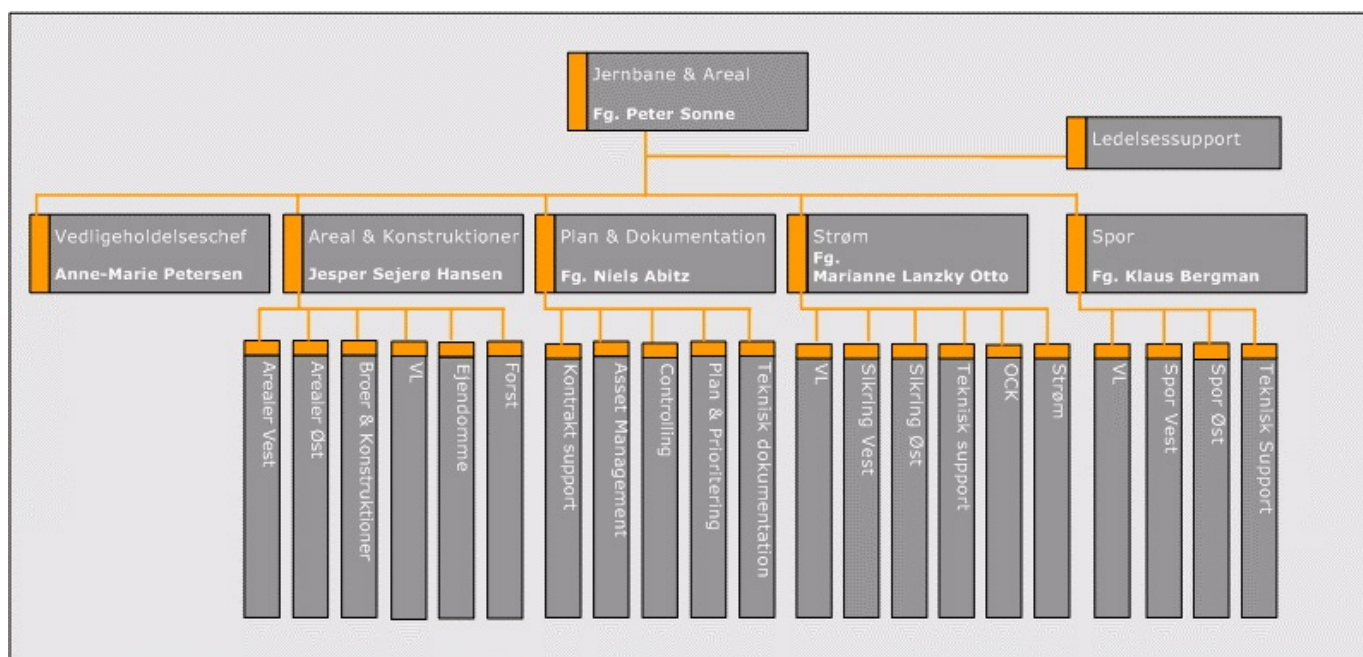 Jernbane & Areal
Fg. Peter Sonne
Ledelsessupport
Vedligeholdelseschef
Anne-Marie Petersen
Areal & Konstruktioner
Jesper Sejerø Hansen
Plan & Dokumentation
Fg. Niels Abitz
Strøm
Fg.
Marianne Lanzky Otto
Spor
Fg. Klaus Bergman
Arealer Vest
Arealer Øst
Broer & Konstruktioner
VL
Ejendomme
Forst
Kontrakt support
Asset Management
Controlling
Plan & Prioritering
Teknisk dokumentation
VL
Sikring Vest
Sikring Øst
Teknisk support
OCK
Strøm
VL
Spor Vest
Spor Øst
Teknisk Support